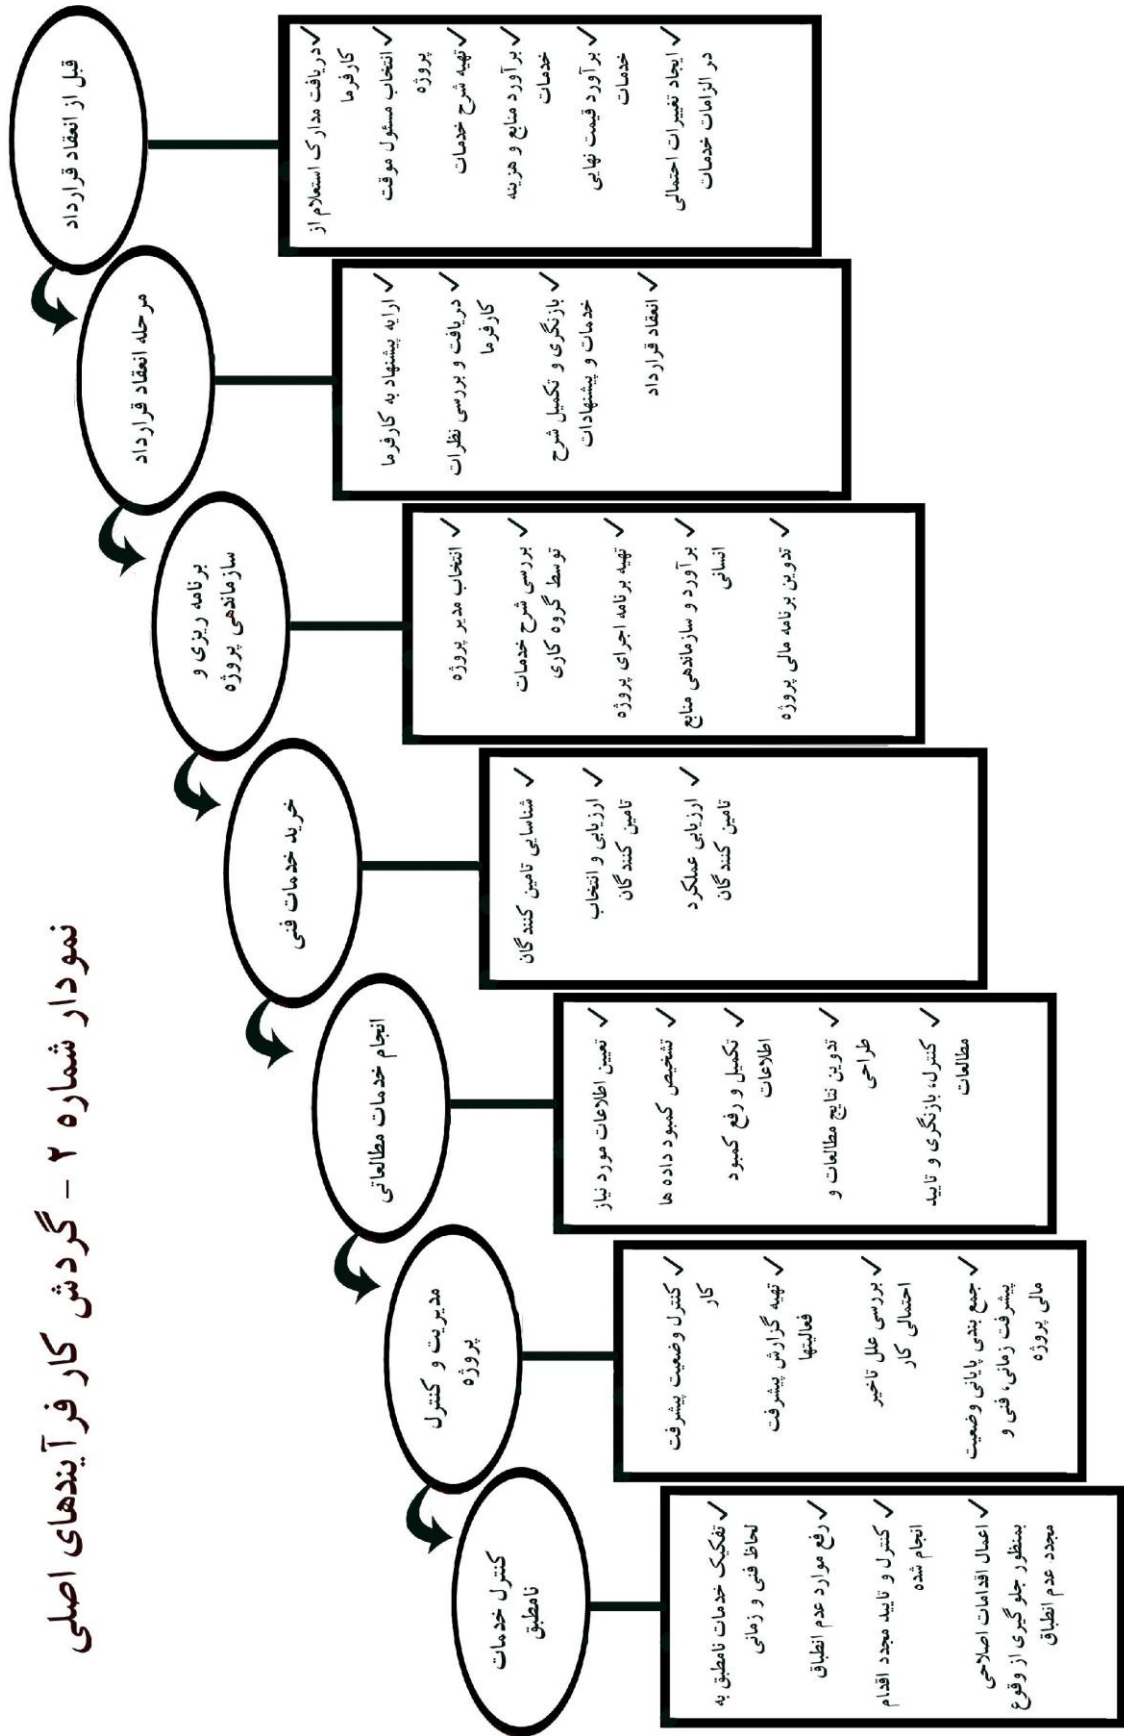 نمودار شماره ۲ - گردش کار فرآیندهای اصلی
قبل از انعقاد قرارداد
✓ دریافت مدارک استعلام از
کارفرما
✓ انتخاب مسئول موقت
پروژه
✓ تهیه شرح خدمات
✓ برآورد منابع و هزینه
خدمات
✓ برآورد قیمت نهایی
خدمات
✓ ایجاد تغییرات احتمالی
در الزامات خدمات
مرحله انعقاد قرارداد
✓ ارایه پیشنهاد به کارفرما
✓ دریافت و بررسی نظرات
کارفرما
✓ بازنگری و تکمیل شرح
خدمات و پیشنهادات
✓ انعقاد قرارداد
برنامه ریزی و
سازماندهی پروژه
✓ انتخاب مدیر پروژه
✓ بررسی شرح خدمات
توسط گروه کاری
✓ تهیه برنامه اجرای پروژه
✓ برآورد و سازماندهی منابع
انسانی
✓ تدوین برنامه مالی پروژه
خرید خدمات فنی
✓ شناسایی تامین کنندگان
✓ ارزیابی و انتخاب
تامین کنندگان
✓ ارزیابی عملکرد
تامین کنندگان
انجام خدمات مطالعاتی
✓ تعیین اطلاعات مورد نیاز
✓ تشخیص کمبود داده ها
✓ تکمیل و رفع کمبود
اطلاعات
✓ تدوین نتایج مطالعات و
طراحی
✓ کنترل، بازنگری و تایید
مطالعات
مدیریت و کنترل
پروژه
✓ کنترل وضعیت پیشرفت
کار
✓ تهیه گزارش پیشرفت
فعالیتها
✓ بررسی علل تاخیر
احتمالی کار
✓ جمع بندی پایانی وضعیت
پیشرفت زمانی، فنی و
مالی پروژه
کنترل خدمات
نامطبق
✓ تفکیک خدمات نامطبق به
لحاظ فنی و زمانی
✓ رفع موارد عدم انطباق
✓ کنترل و تایید مجدد اقدام
انجام شده
✓ اعمال اقدامات اصلاحی
بمنظور جلوگیری از وقوع
مجدد عدم انطباق